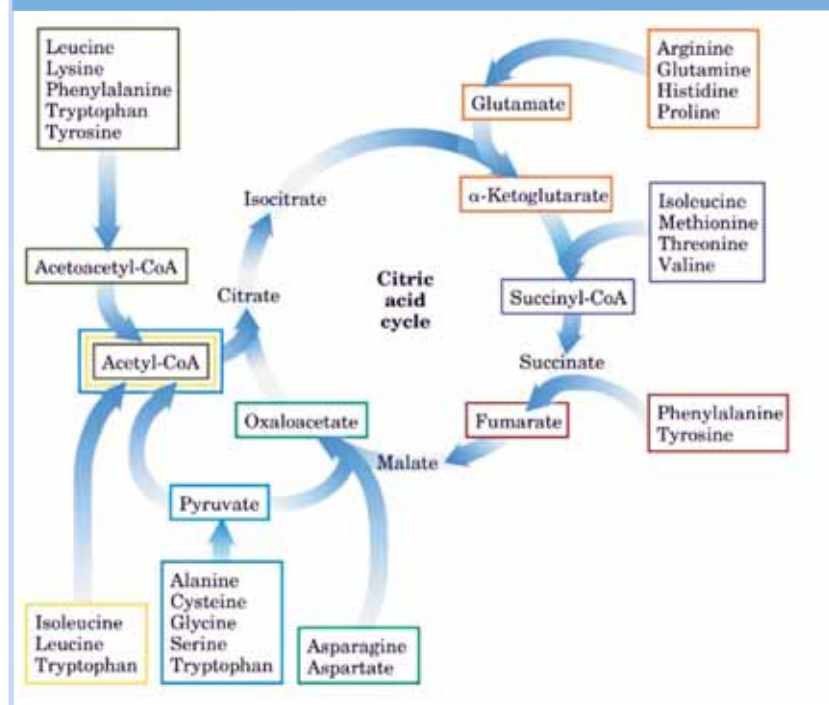 Leucine
Lysine
Phenylalanine
Tryptophan
Tyrosine
Arginine
Glutamine
Histidine
Proline
Glutamate
Isocitrate
α-Ketoglutarate
Isoleucine
Methionine
Threonine
Valine
Acetoacetyl-CoA
Citrate
Citric
acid
cycle
Succinyl-CoA
Acetyl-CoA
Succinate
Oxaloacetate
Fumarate
Phenylalanine
Tyrosine
Malate
Pyruvate
Isoleucine
Leucine
Tryptophan
Alanine
Cysteine
Glycine
Serine
Tryptophan
Asparagine
Aspartate